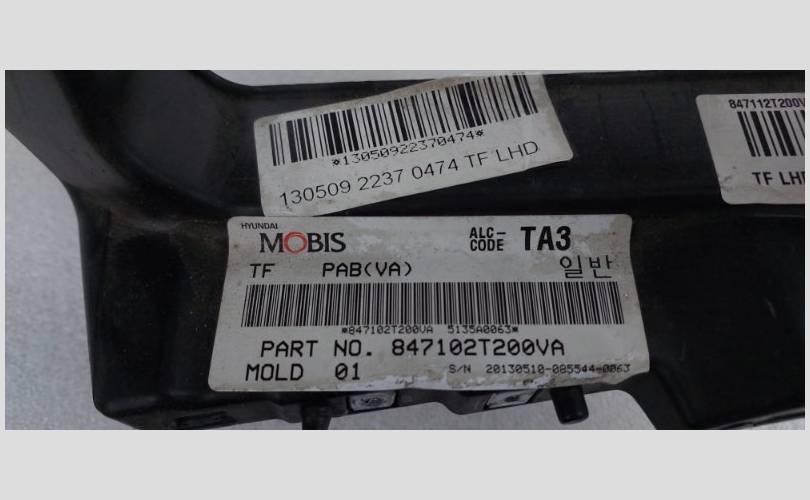 *13050922370474*
130509 2237 0474 TF LHD
847112T200V
TF LHD
HYUNDAI
MOBIS
ALC-CODE TA3
TF PAB(VA) 일반
*847102T200VA 5135A0063*
PART NO. 847102T200VA
MOLD 01 S/N 20130510-085544-0063